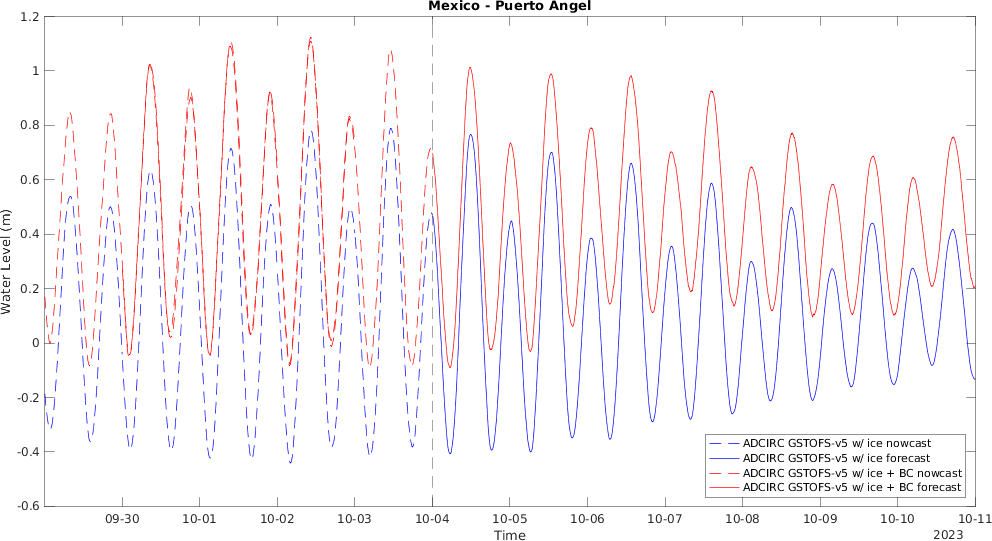 Mexico - Puerto Angel
1.2
1
0.8
0.6
0.4
0.2
0
-0.2
-0.4
-0.6
Water Level (m)
ADCIRC GSTOFS-v5 w/ ice nowcast
ADCIRC GSTOFS-v5 w/ ice forecast
ADCIRC GSTOFS-v5 w/ ice + BC nowcast
ADCIRC GSTOFS-v5 w/ ice + BC forecast
09-30 10-01 10-02 10-03 10-04 10-05 10-06 10-07 10-08 10-09 10-10 10-11
Time
2023